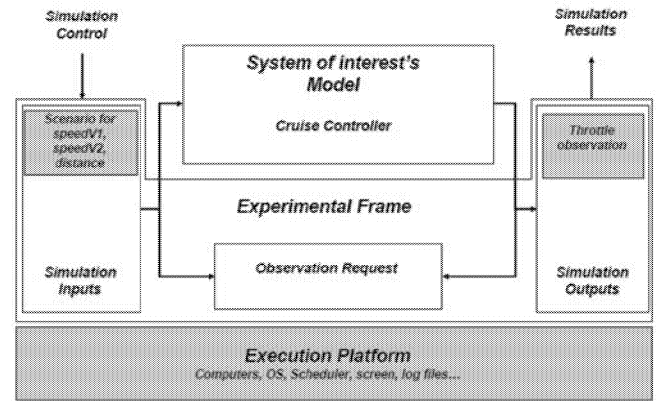 Simulation
Control
Simulation
Results
System of interest's
Model
Cruise Controller
Scenario for
speedV1,
speedV2,
distance
Throttle
observation
Experimental Frame
Observation Request
Simulation
Inputs
Simulation
Outputs
Execution Platform
Computers, OS, Scheduler, screen, log files...